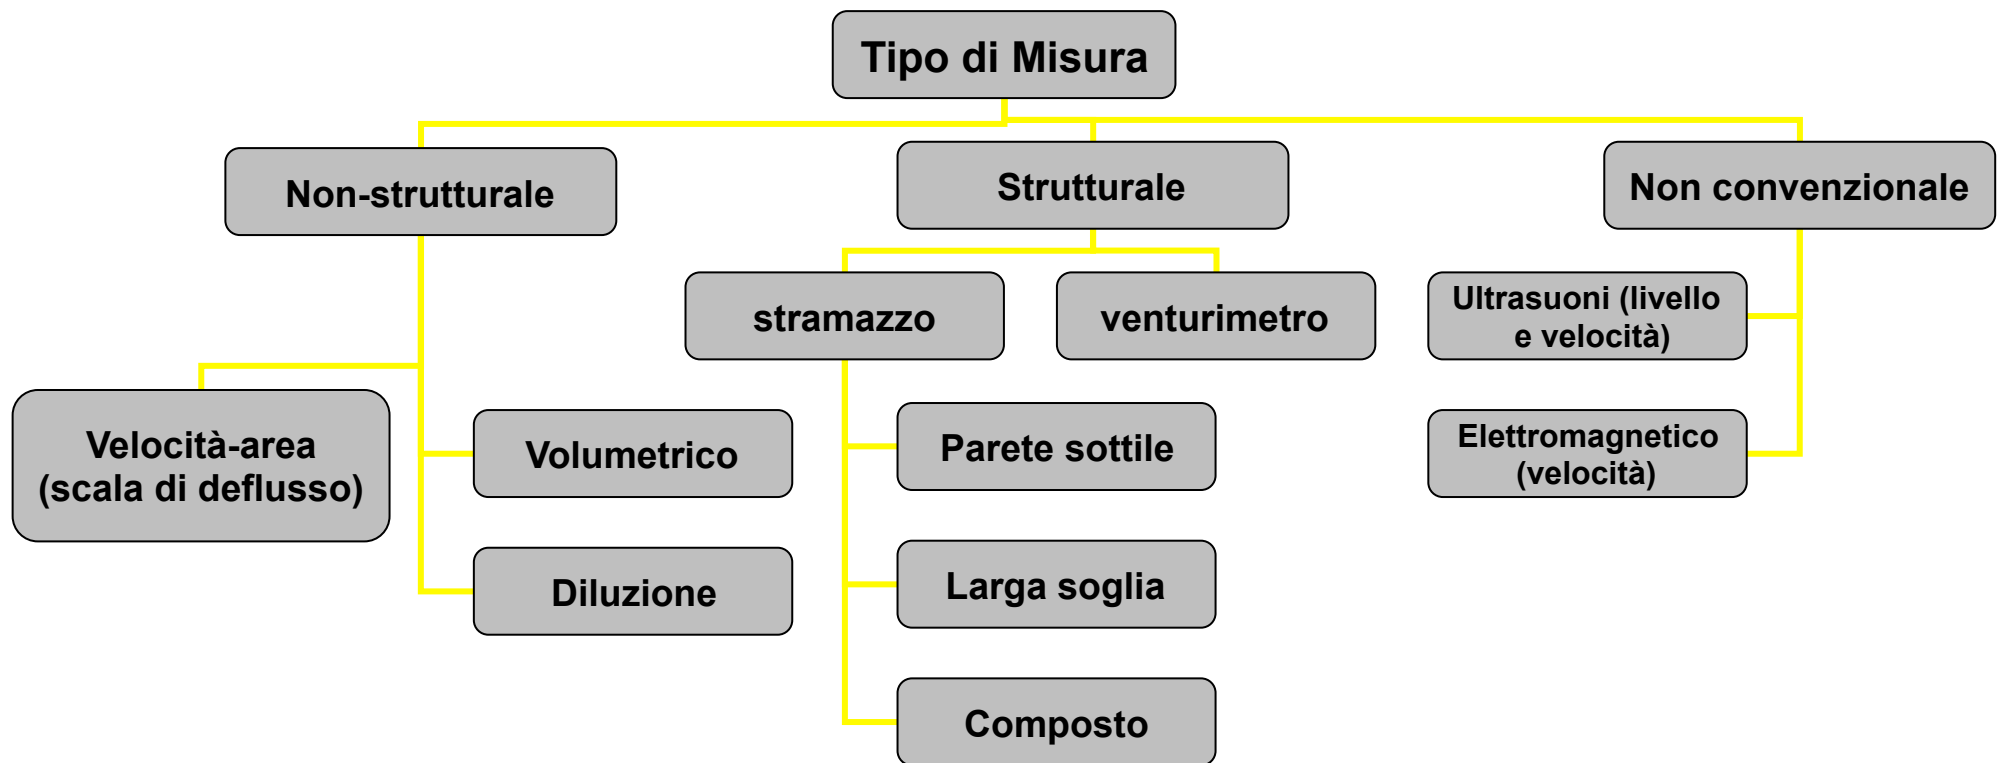 Tipo di Misura
Non-strutturale
Strutturale
Non convenzionale
stramazzo
venturimetro
Ultrasuoni (livello
e velocità)
Velocità-area
(scala di deflusso)
Volumetrico
Parete sottile
Elettromagnetico
(velocità)
Diluzione
Larga soglia
Composto